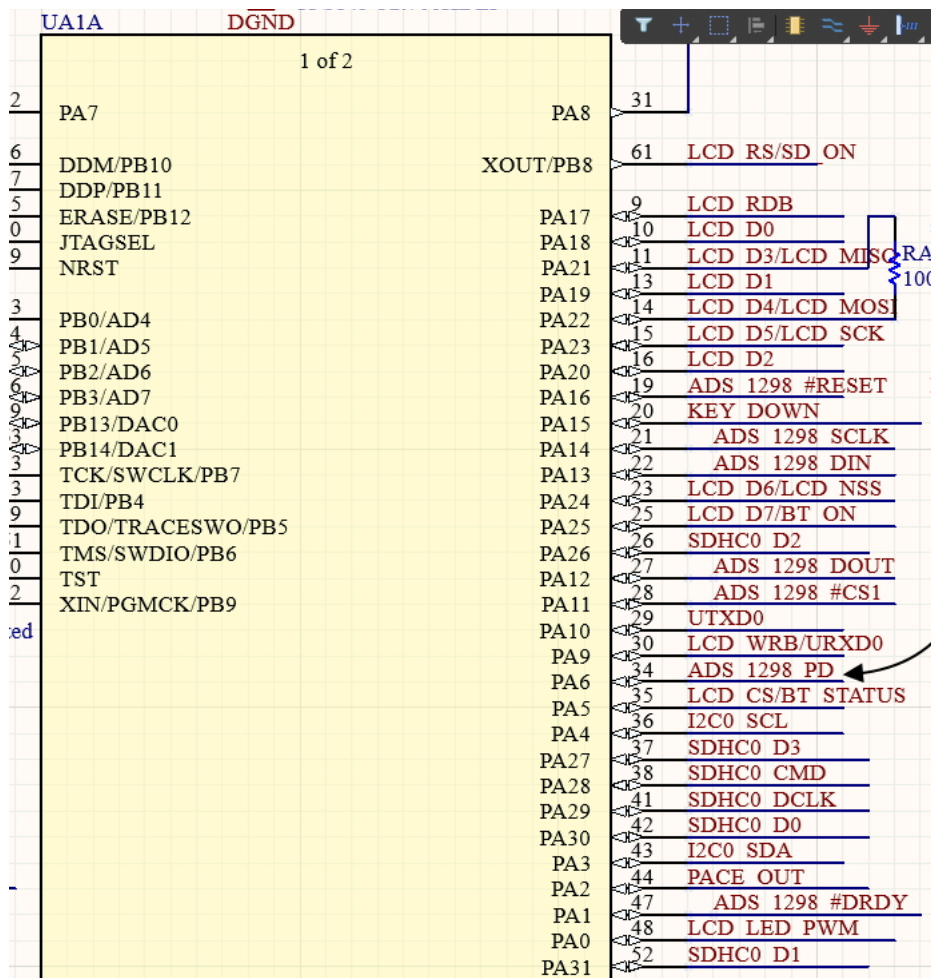 UA1A
DGND
1 of 2
2 PA7 PA8 31
6 DDM/PB10 XOUT/PB8 61 LCD RS/SD ON
7 DDP/PB11
5 ERASE/PB12 PA17 9 LCD RDB
0 JTAGSEL PA18 10 LCD D0
9 NRST PA21 11 LCD D3/LCD MISO RA
PA19 13 LCD D1 100
3 PB0/AD4 PA22 14 LCD D4/LCD MOSI
4 PB1/AD5 PA23 15 LCD D5/LCD SCK
5 PB2/AD6 PA20 16 LCD D2
6 PB3/AD7 PA16 19 ADS 1298 #RESET
9 PB13/DAC0 PA15 20 KEY DOWN
3 PB14/DAC1 PA14 21 ADS 1298 SCLK
3 TCK/SWCLK/PB7 PA13 22 ADS 1298 DIN
3 TDI/PB4 PA24 23 LCD D6/LCD NSS
9 TDO/TRACESWO/PB5 PA25 25 LCD D7/BT ON
1 TMS/SWDIO/PB6 PA26 26 SDHC0 D2
0 TST PA12 27 ADS 1298 DOUT
2 XIN/PGMCK/PB9 PA11 28 ADS 1298 #CS1
ted PA10 29 UTXD0
PA9 30 LCD WRB/URXD0
PA6 34 ADS 1298 PD
PA5 35 LCD CS/BT STATUS
PA4 36 I2C0 SCL
PA27 37 SDHC0 D3
PA28 38 SDHC0 CMD
PA29 41 SDHC0 DCLK
PA30 42 SDHC0 D0
PA3 43 I2C0 SDA
PA2 44 PACE OUT
PA1 47 ADS 1298 #DRDY
PA0 48 LCD LED PWM
PA31 52 SDHC0 D1